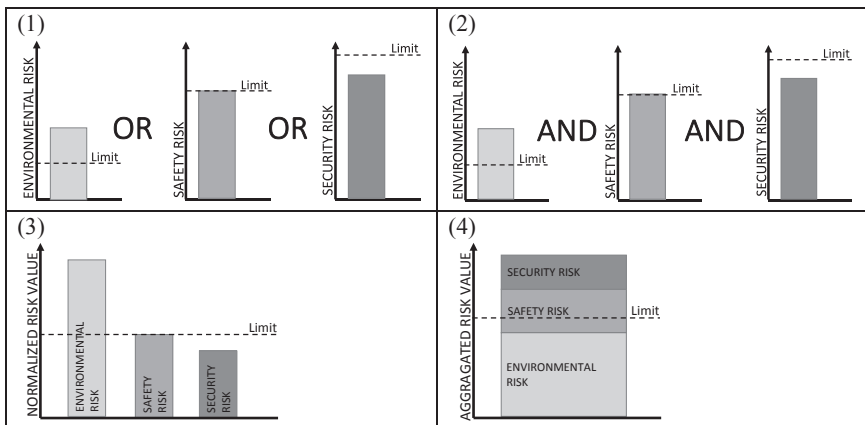 (1)
ENVIRONMENTAL RISK
Limit
OR
SAFETY RISK
Limit
OR
SECURITY RISK
Limit
(2)
ENVIRONMENTAL RISK
Limit
AND
SAFETY RISK
Limit
AND
SECURITY RISK
Limit
(3)
NORMALIZED RISK VALUE
ENVIRONMENTAL
RISK
SAFETY
RISK
SECURITY
RISK
Limit
(4)
AGGRAGATED RISK VALUE
SECURITY RISK
SAFETY RISK
Limit
ENVIRONMENTAL
RISK